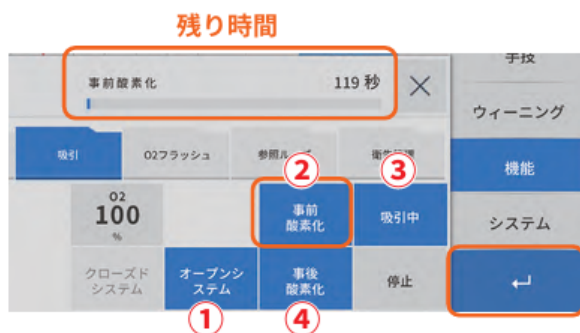 残り時間
手技
事前酸素化 119 秒 ×
ウィーニング
吸引 O2フラッシュ 参照ループ 衛生管理
機能
② ③
O2
100
%
事前
酸素化
吸引中
システム
クローズド
システム
オープンシ
ステム
事後
酸素化
停止
① ④